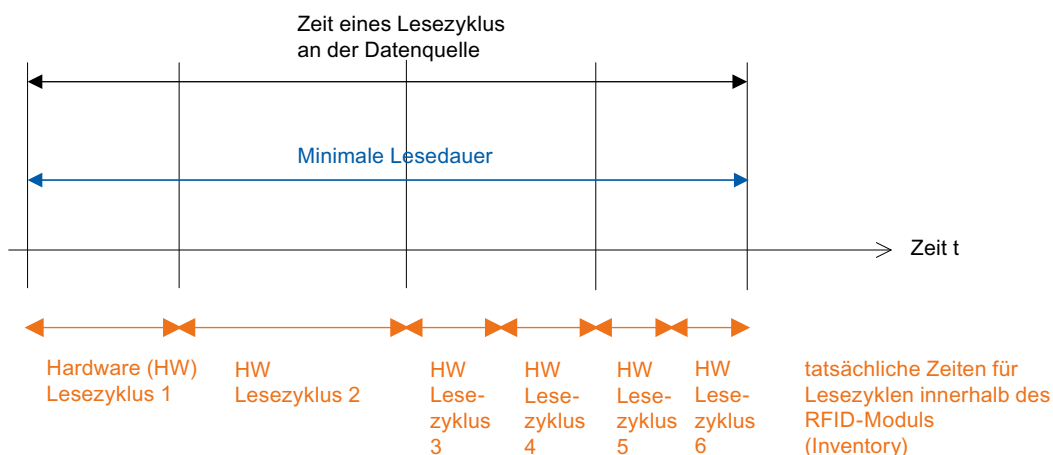 Zeit eines Lesezyklus
an der Datenquelle
Minimale Lesedauer
Zeit t
Hardware (HW)
Lesezyklus 1
HW
Lesezyklus 2
HW
Lese-
zyklus
3
HW
Lese-
zyklus
4
HW
Lese-
zyklus
5
HW
Lese-
zyklus
6
tatsächliche Zeiten für
Lesezyklen innerhalb des
RFID-Moduls
(Inventory)